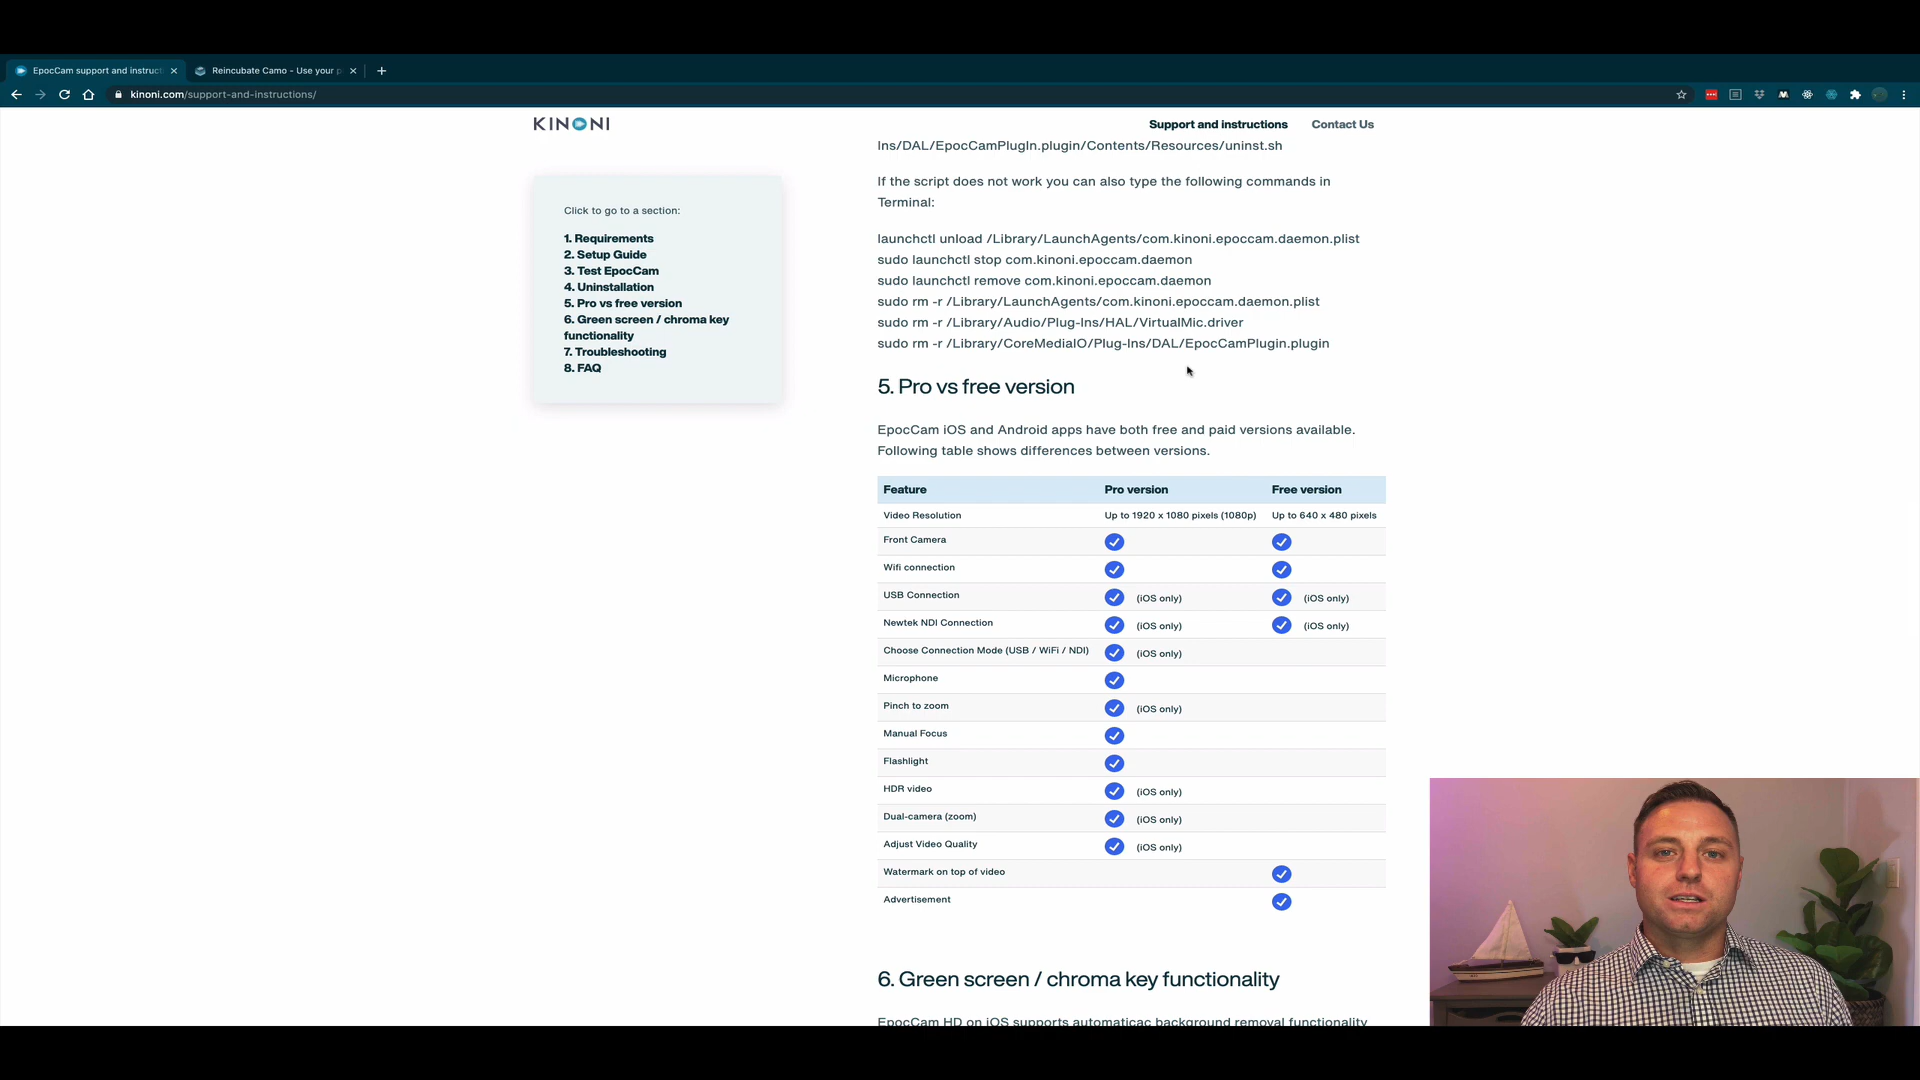 EpocCam support and instruct
Reincubate Camo - Use your p
kinoni.com/support-and-instructions/
KINONI
Support and instructions
Contact Us
Click to go to a section:
1. Requirements
2. Setup Guide
3. Test EpocCam
4. Uninstallation
5. Pro vs free version
6. Green screen / chroma key
functionality
7. Troubleshooting
8. FAQ
Ins/DAL/EpocCamPlugIn.plugin/Contents/Resources/uninst.sh
If the script does not work you can also type the following commands in
Terminal:
launchctl unload /Library/LaunchAgents/com.kinoni.epoccam.daemon.plist
sudo launchctl stop com.kinoni.epoccam.daemon
sudo launchctl remove com.kinoni.epoccam.daemon
sudo rm -r /Library/LaunchAgents/com.kinoni.epoccam.daemon.plist
sudo rm -r /Library/Audio/Plug-Ins/HAL/VirtualMic.driver
sudo rm -r /Library/CoreMediaIO/Plug-Ins/DAL/EpocCamPlugin.plugin
5. Pro vs free version
EpocCam iOS and Android apps have both free and paid versions available.
Following table shows differences between versions.
Feature Pro version Free version
Video Resolution Up to 1920 x 1080 pixels (1080p) Up to 640 x 480 pixels
Front Camera
Wifi connection
USB Connection (iOS only) (iOS only)
Newtek NDI Connection (iOS only) (iOS only)
Choose Connection Mode (USB / WiFi / NDI) (iOS only)
Microphone
Pinch to zoom (iOS only)
Manual Focus
Flashlight
HDR video (iOS only)
Dual-camera (zoom) (iOS only)
Adjust Video Quality (iOS only)
Watermark on top of video
Advertisement
6. Green screen / chroma key functionality
EpocCam HD on iOS supports automaticac background removal functionality